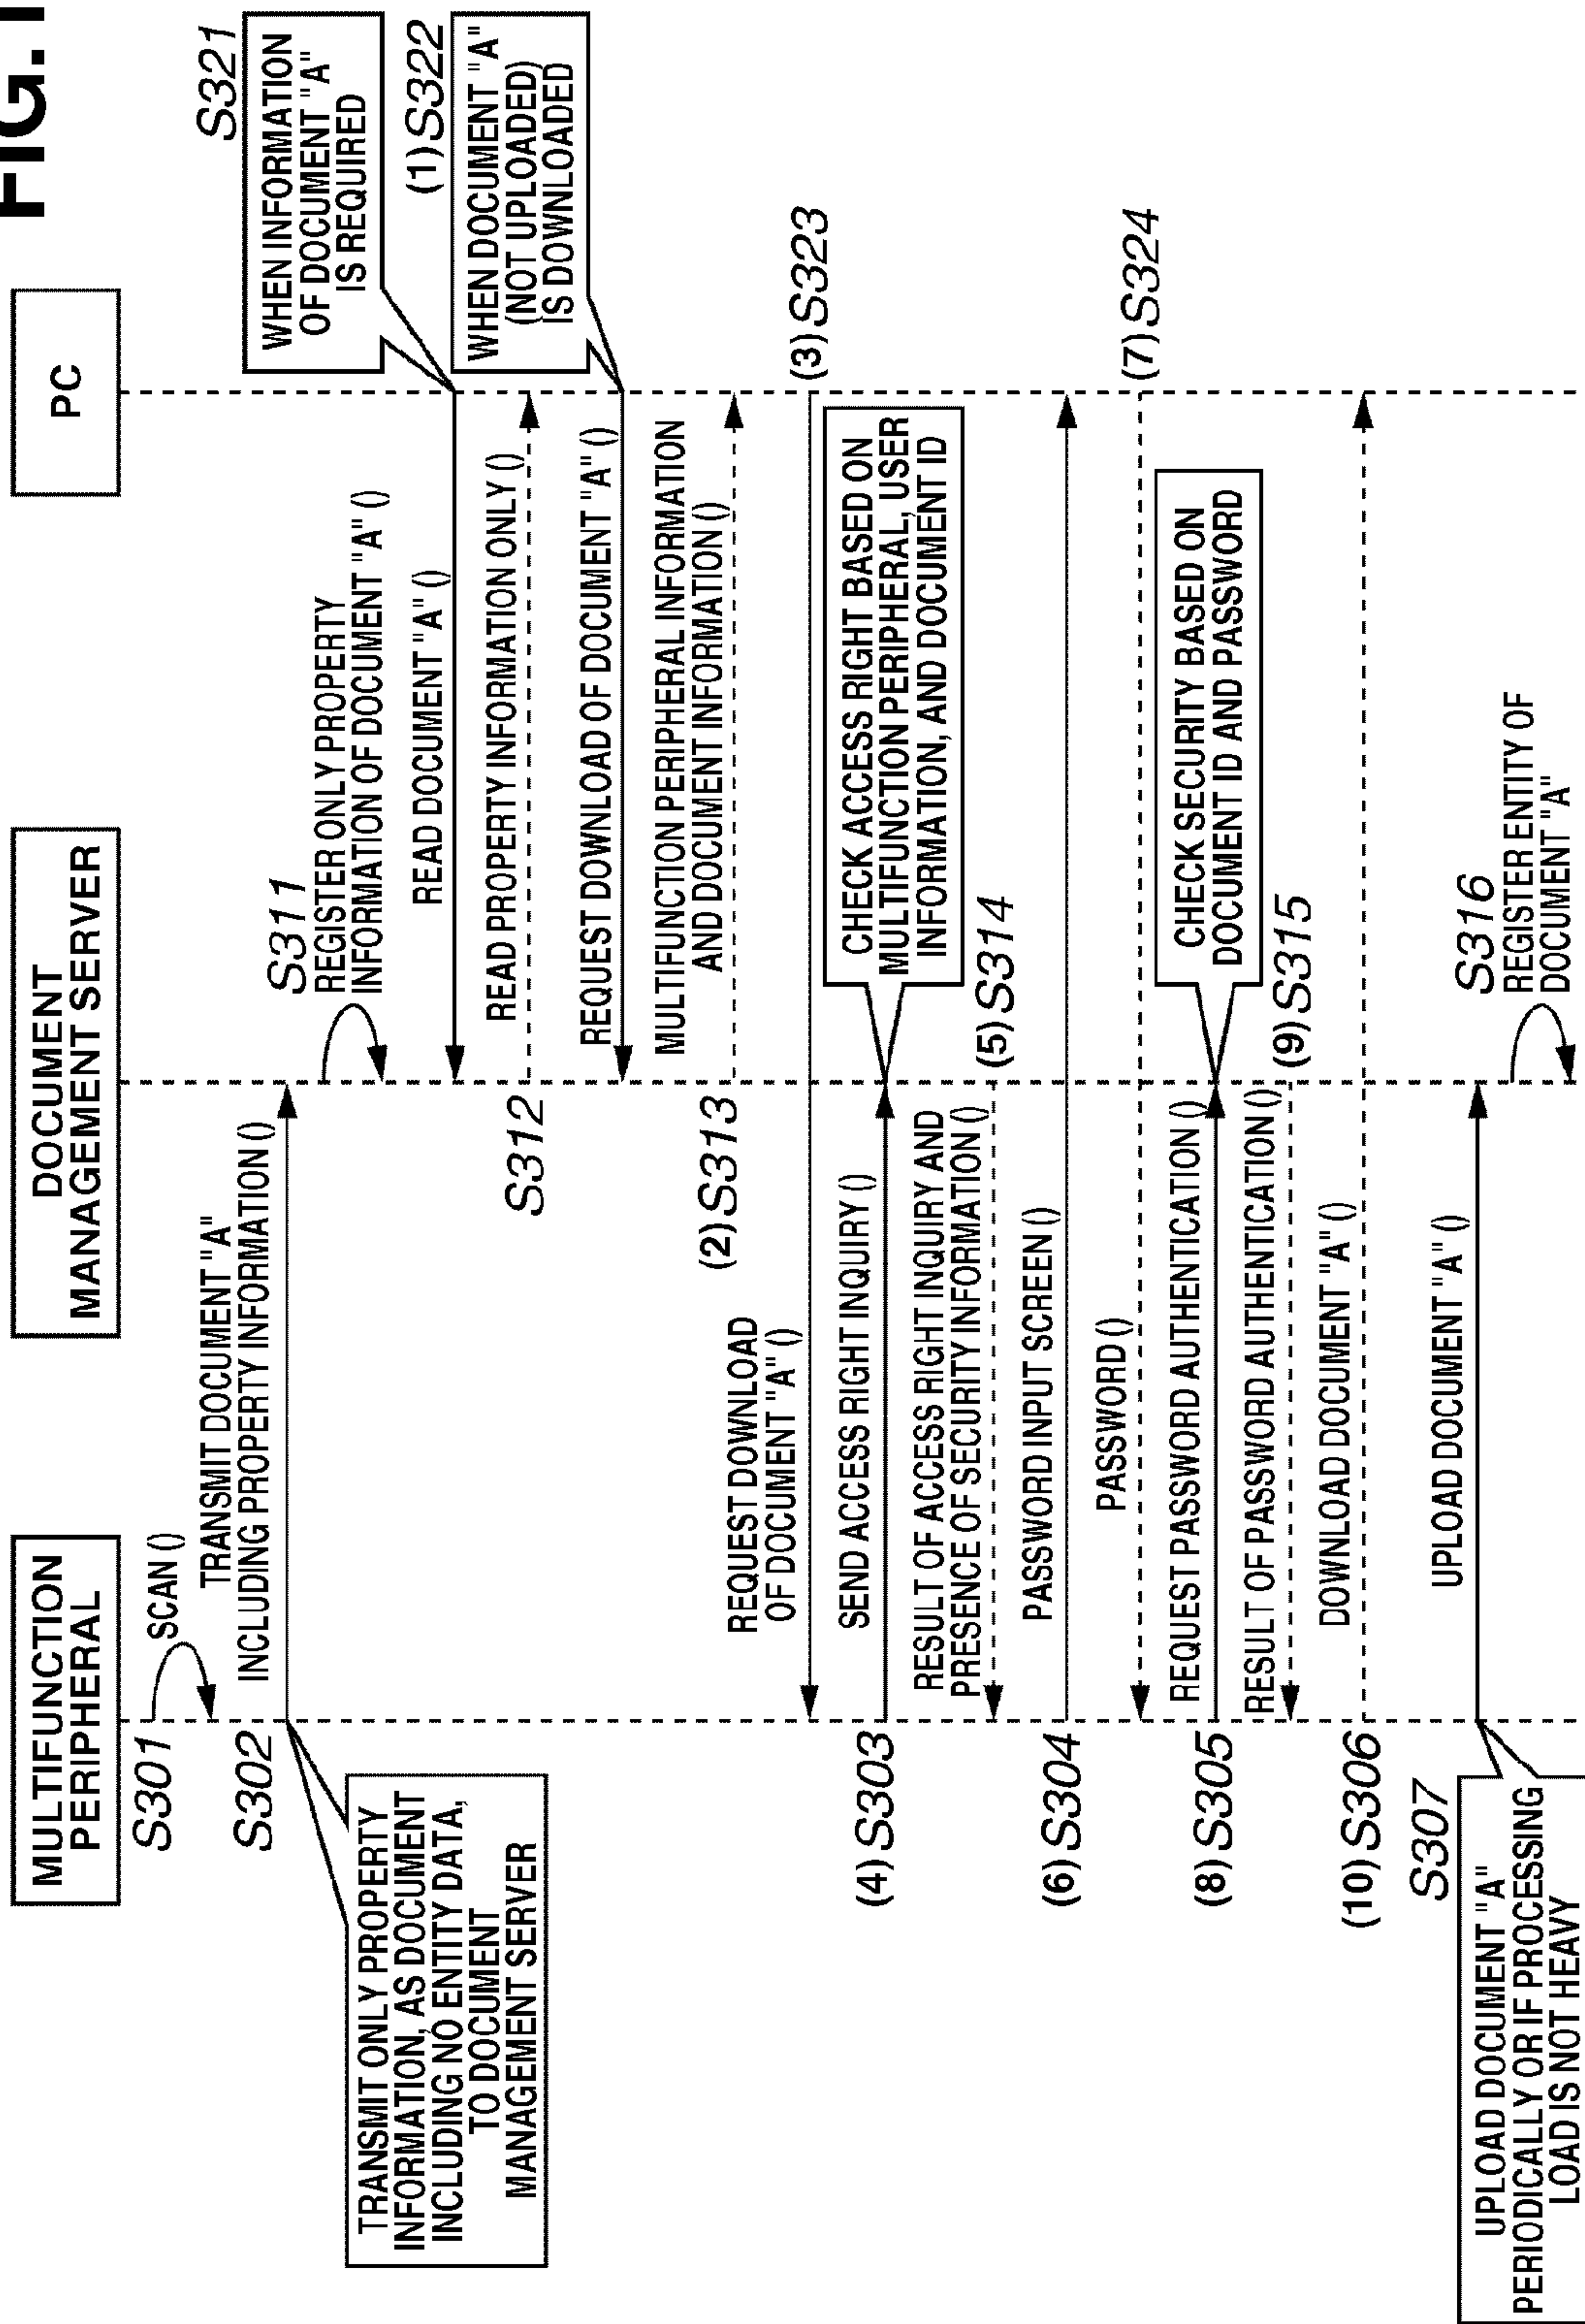 FIG.1
MULTIFUNCTION
PERIPHERAL
DOCUMENT
MANAGEMENT SERVER
PC
S301
SCAN ()
S302
TRANSMIT DOCUMENT "A"
INCLUDING PROPERTY INFORMATION ()
TRANSMIT ONLY PROPERTY
INFORMATION, AS DOCUMENT
INCLUDING NO ENTITY DATA,
TO DOCUMENT
MANAGEMENT SERVER
S311
REGISTER ONLY PROPERTY
INFORMATION OF DOCUMENT "A" ()
S321
WHEN INFORMATION
OF DOCUMENT "A"
IS REQUIRED
READ DOCUMENT "A" ()
S312
READ PROPERTY INFORMATION ONLY ()
(1) S322
WHEN DOCUMENT "A"
(NOT UPLOADED)
IS DOWNLOADED
REQUEST DOWNLOAD OF DOCUMENT "A" ()
(2) S313
MULTIFUNCTION PERIPHERAL INFORMATION
AND DOCUMENT INFORMATION ()
(3) S323
REQUEST DOWNLOAD
OF DOCUMENT "A" ()
(4) S303
SEND ACCESS RIGHT INQUIRY ()
CHECK ACCESS RIGHT BASED ON
MULTIFUNCTION PERIPHERAL, USER
INFORMATION, AND DOCUMENT ID
(5) S314
RESULT OF ACCESS RIGHT INQUIRY AND
PRESENCE OF SECURITY INFORMATION ()
(6) S304
PASSWORD INPUT SCREEN ()
(7) S324
PASSWORD ()
(8) S305
REQUEST PASSWORD AUTHENTICATION ()
CHECK SECURITY BASED ON
DOCUMENT ID AND PASSWORD
(9) S315
RESULT OF PASSWORD AUTHENTICATION ()
(10) S306
DOWNLOAD DOCUMENT "A" ()
S307
UPLOAD DOCUMENT "A"
PERIODICALLY OR IF PROCESSING
LOAD IS NOT HEAVY
UPLOAD DOCUMENT "A" ()
S316
REGISTER ENTITY OF
DOCUMENT "A"